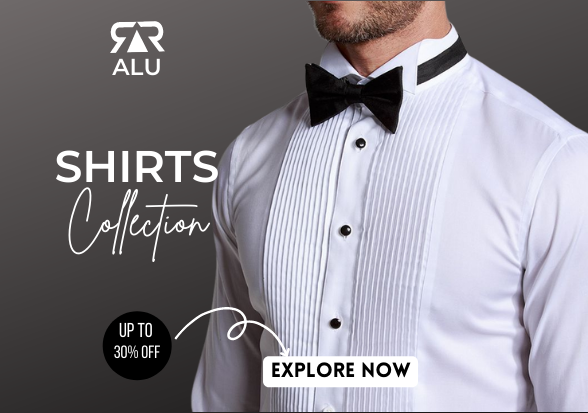 ALU
SHIRTS
Collection
UP TO
30% OFF
EXPLORE NOW